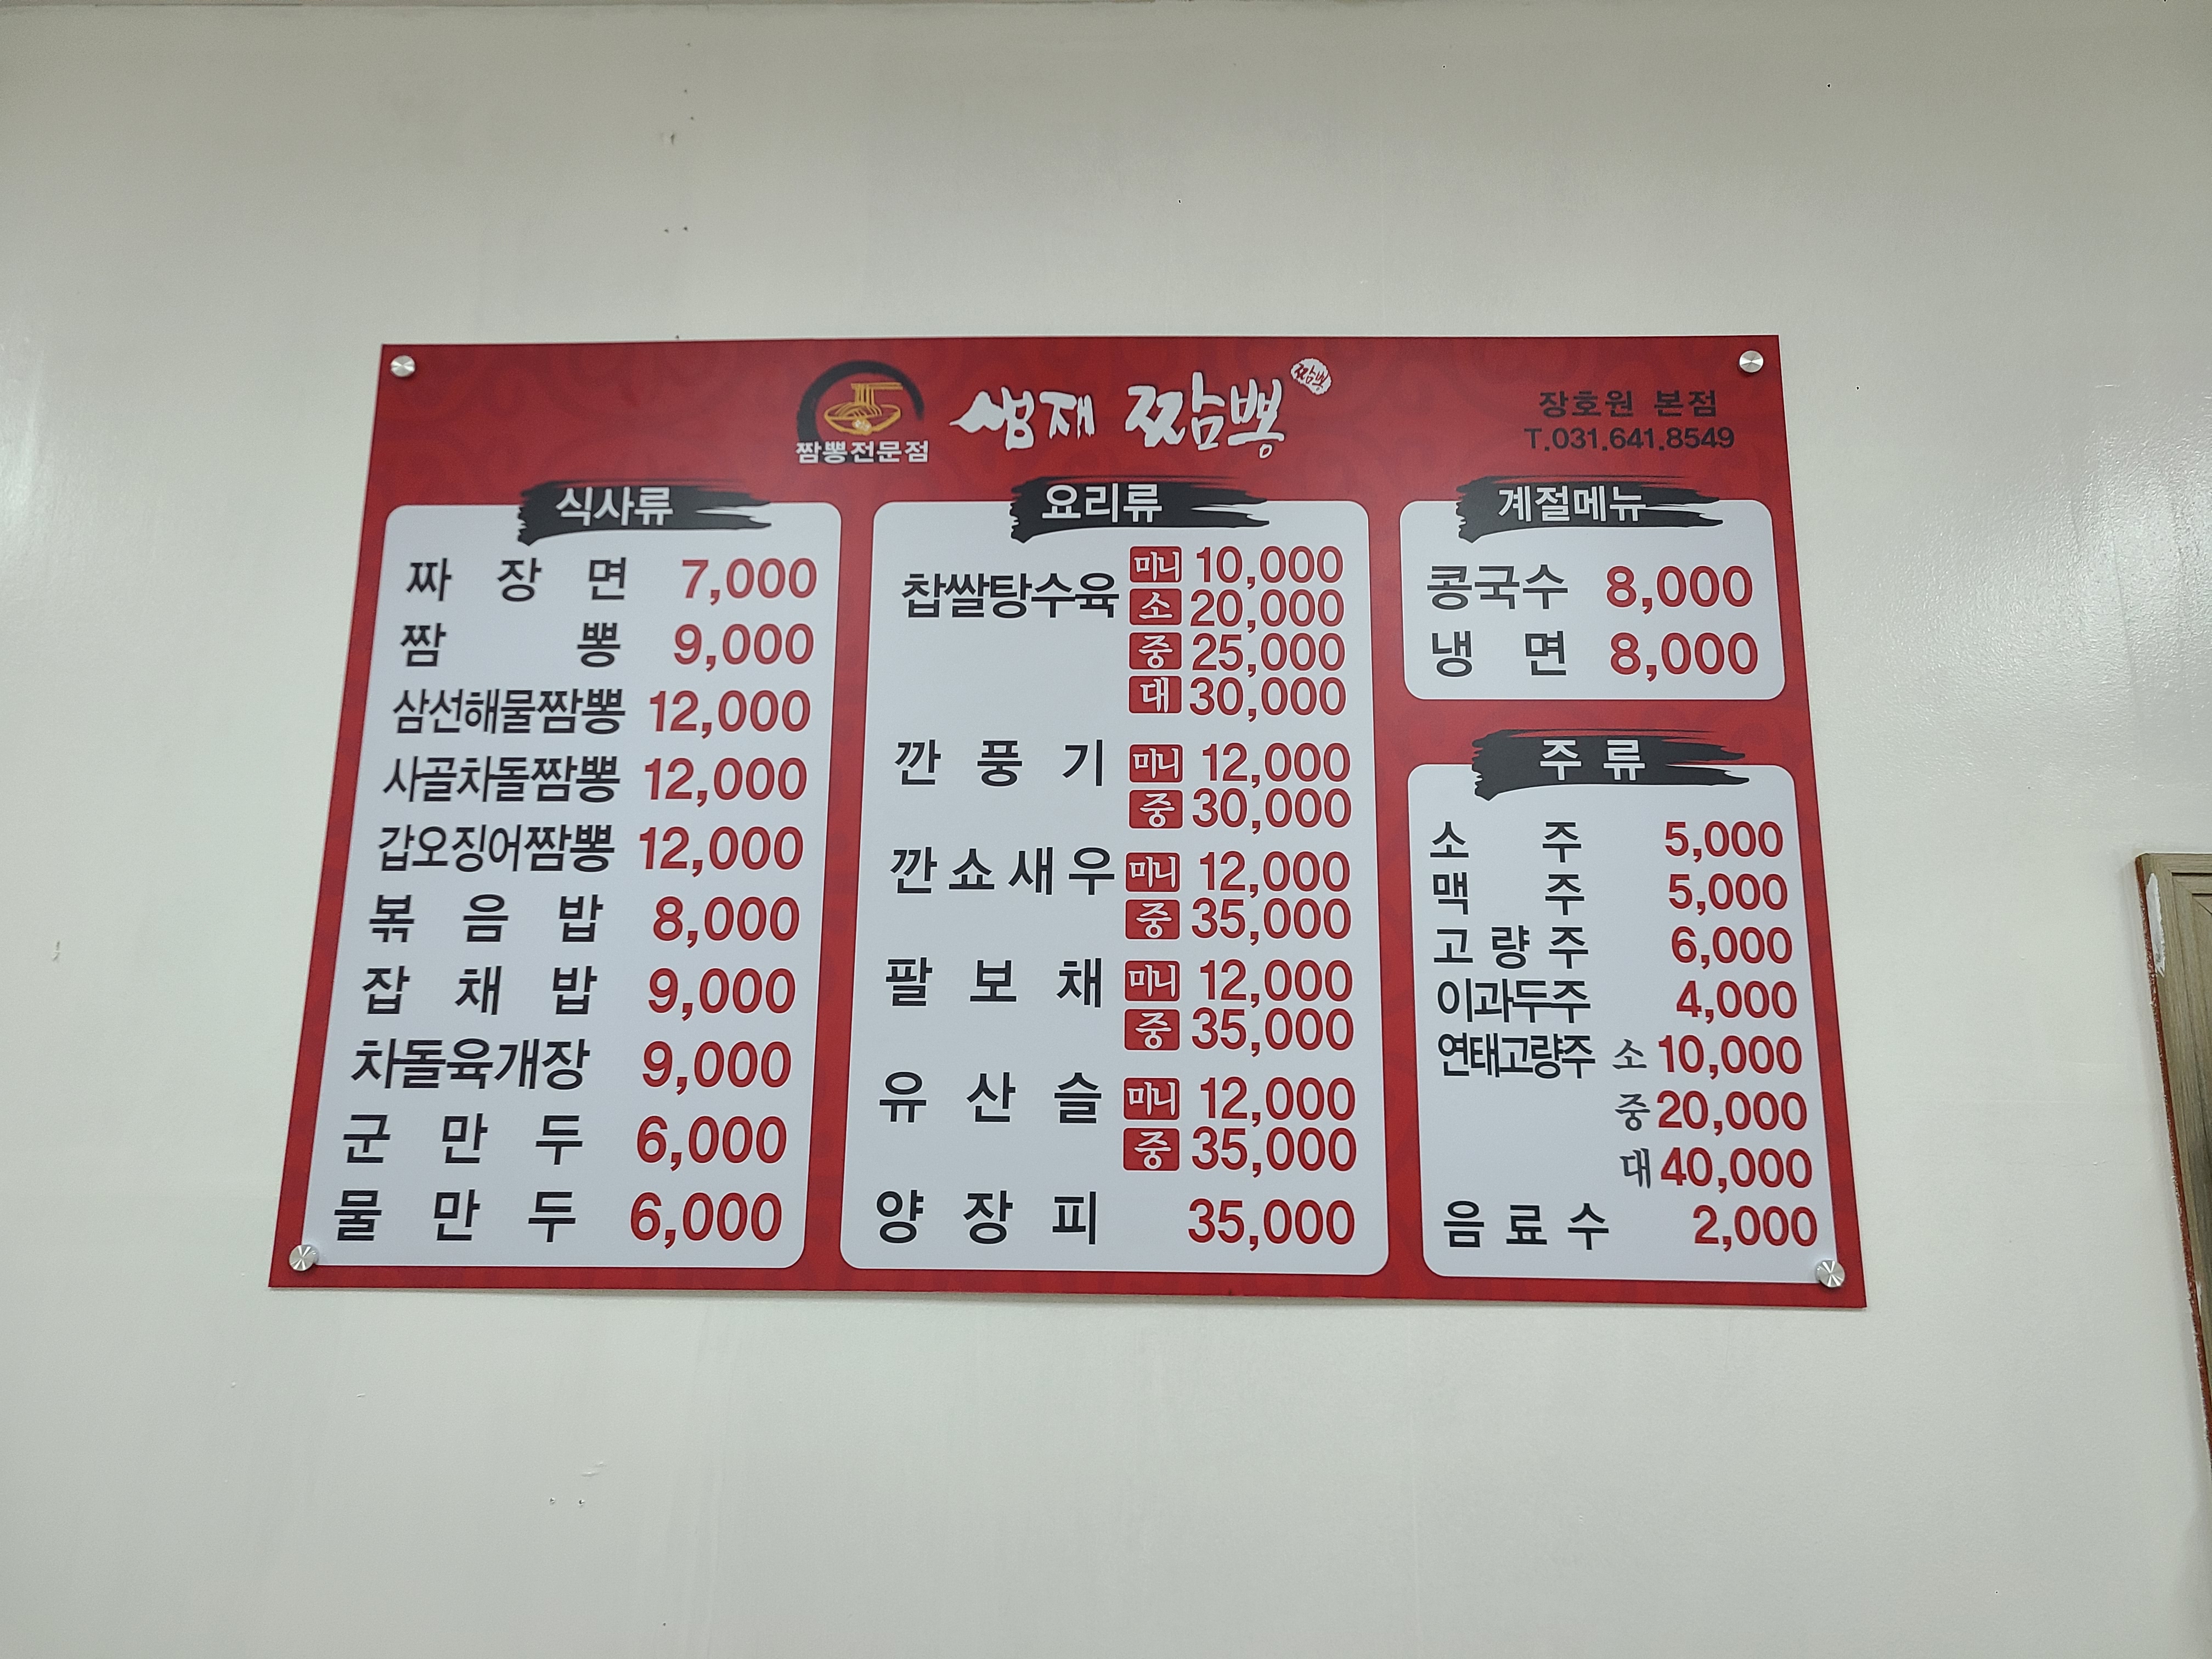 짬뽕전문점
쌈재 짬뽕
짬뽕
장호원 본점
T.031.641.8549
식사류
짜장면 7,000
짬뽕 9,000
삼선해물짬뽕 12,000
사골차돌짬뽕 12,000
갑오징어짬뽕 12,000
볶음밥 8,000
잡채밥 9,000
차돌육개장 9,000
군만두 6,000
물만두 6,000
요리류
찹쌀탕수육 미니 10,000
소 20,000
중 25,000
대 30,000
깐풍기 미니 12,000
중 30,000
깐쇼새우 미니 12,000
중 35,000
팔보채 미니 12,000
중 35,000
유산슬 미니 12,000
중 35,000
양장피 35,000
계절메뉴
콩국수 8,000
냉면 8,000
주류
소주 5,000
맥주 5,000
고량주 6,000
이과두주 4,000
연태고량주 소 10,000
중 20,000
대 40,000
음료수 2,000